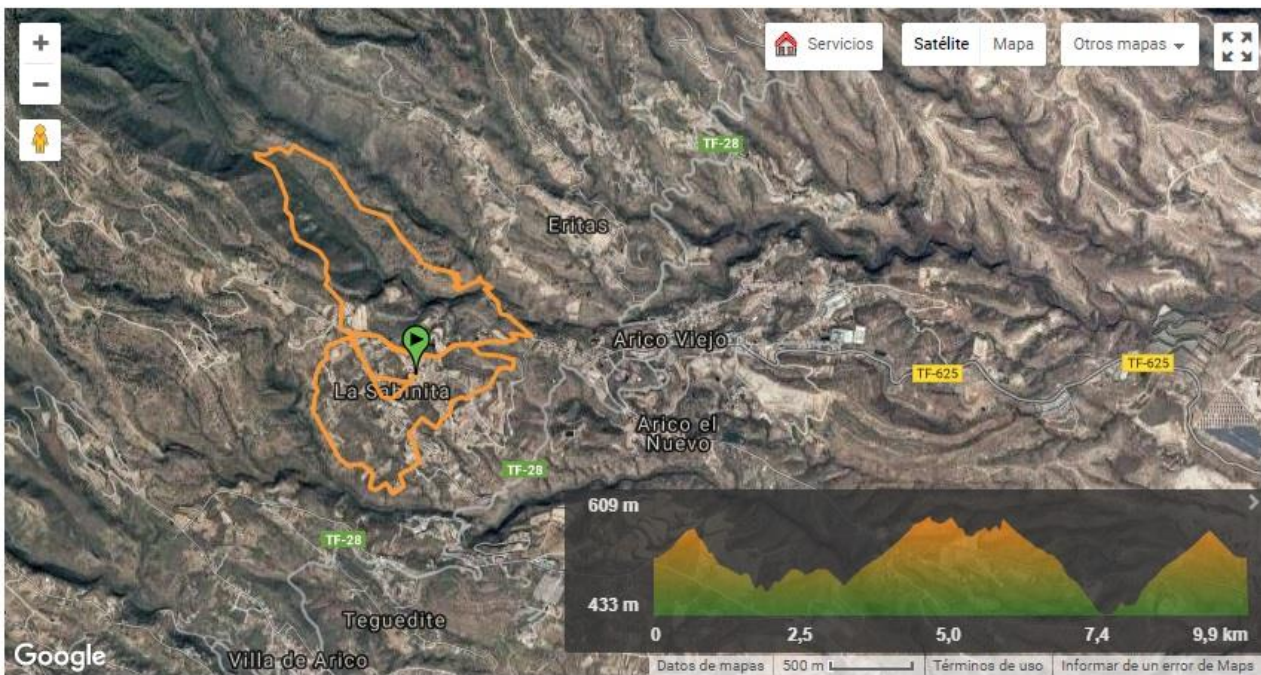 +
Servicios
Satélite
Mapa
Otros mapas
−
TF-28
Eritas
Arico Viejo
TF-625
TF-625
La Sabinita
Arico el
Nuevo
TF-28
TF-28
Teguedite
Villa de Arico
609 m
433 m
0 2,5 5,0 7,4 9,9 km
Google
Datos de mapas 500 m Términos de uso Informar de un error de Maps